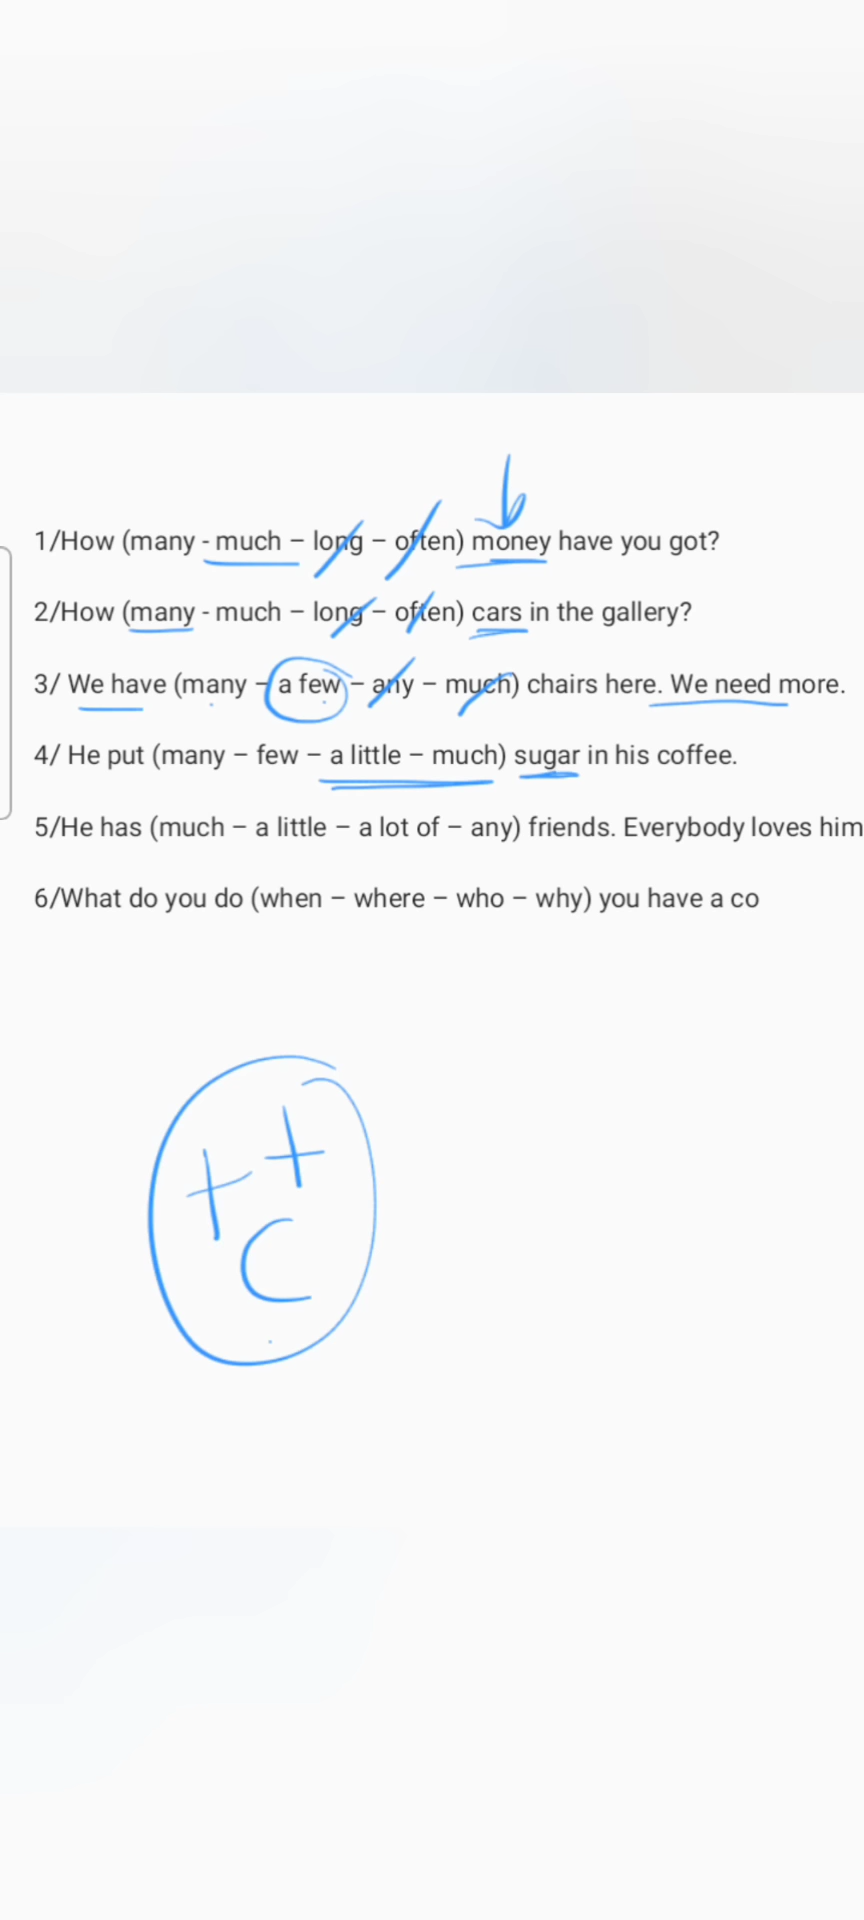 1/How (many - much – long – often) money have you got?
2/How (many - much – long – often) cars in the gallery?
3/ We have (many – a few – any – much) chairs here. We need more.
4/ He put (many – few – a little – much) sugar in his coffee.
5/He has (much – a little – a lot of – any) friends. Everybody loves him
6/What do you do (when – where – who – why) you have a co
++
C